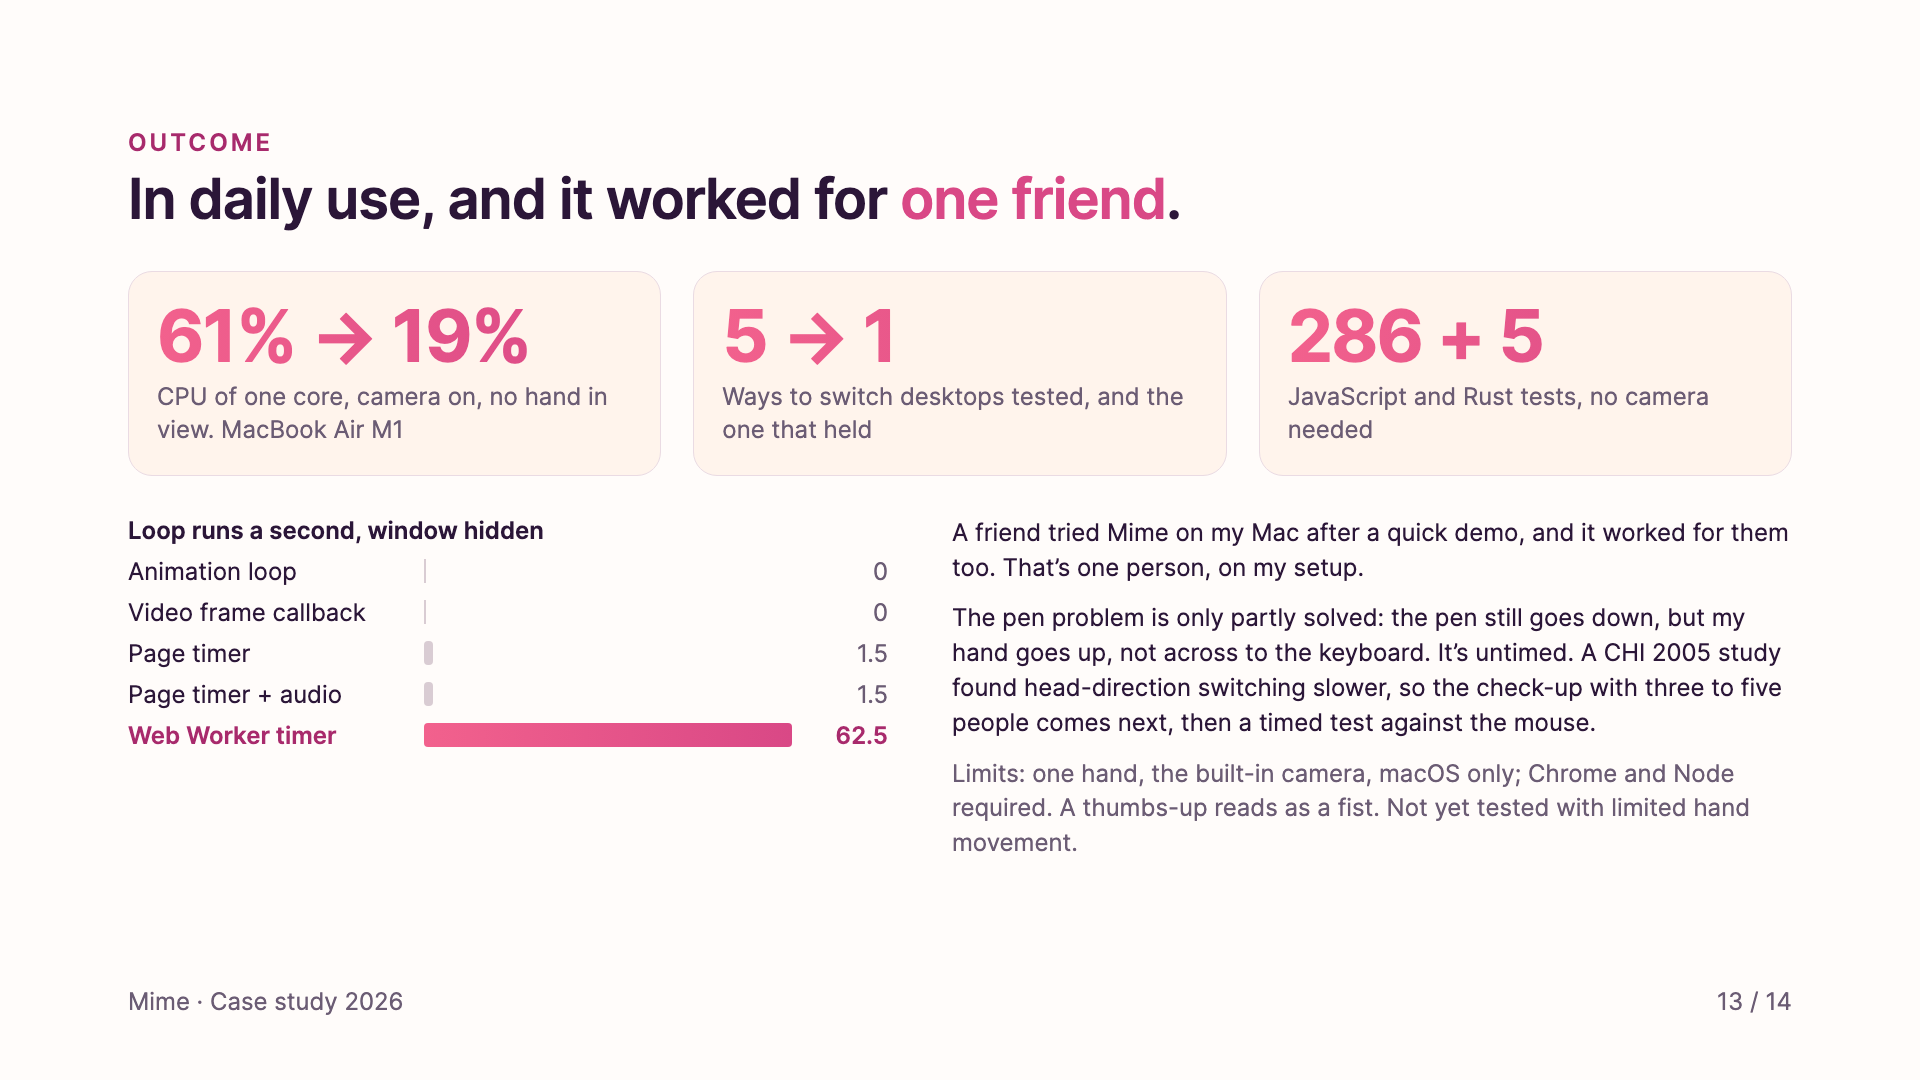 OUTCOME
In daily use, and it worked for one friend.
61% → 19%
CPU of one core, camera on, no hand in
view. MacBook Air M1
5 → 1
Ways to switch desktops tested, and the
one that held
286 + 5
JavaScript and Rust tests, no camera
needed
Loop runs a second, window hidden
Animation loop 0
Video frame callback 0
Page timer 1.5
Page timer + audio 1.5
Web Worker timer 62.5
A friend tried Mime on my Mac after a quick demo, and it worked for them
too. That’s one person, on my setup.
The pen problem is only partly solved: the pen still goes down, but my
hand goes up, not across to the keyboard. It’s untimed. A CHI 2005 study
found head-direction switching slower, so the check-up with three to five
people comes next, then a timed test against the mouse.
Limits: one hand, the built-in camera, macOS only; Chrome and Node
required. A thumbs-up reads as a fist. Not yet tested with limited hand
movement.
Mime · Case study 2026
13 / 14